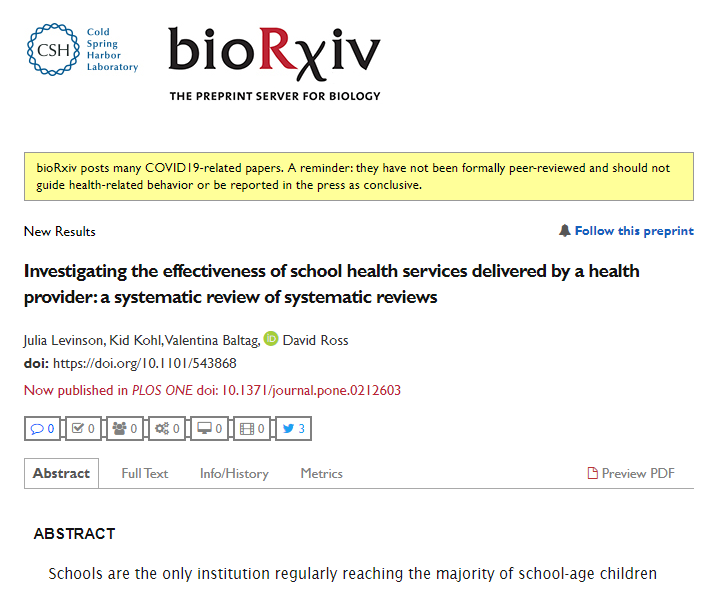 CSH
Cold
Spring
Harbor
Laboratory
bioRxiv
THE PREPRINT SERVER FOR BIOLOGY
bioRxiv posts many COVID19-related papers. A reminder: they have not been formally peer-reviewed and should not
guide health-related behavior or be reported in the press as conclusive.
New Results
Follow this preprint
Investigating the effectiveness of school health services delivered by a health
provider: a systematic review of systematic reviews
Julia Levinson, Kid Kohl, Valentina Baltag, iD David Ross
doi: https://doi.org/10.1101/543868
Now published in PLOS ONE doi: 10.1371/journal.pone.0212603
0 0 0 0 0 0 3
Abstract Full Text Info/History Metrics Preview PDF
ABSTRACT
Schools are the only institution regularly reaching the majority of school-age children